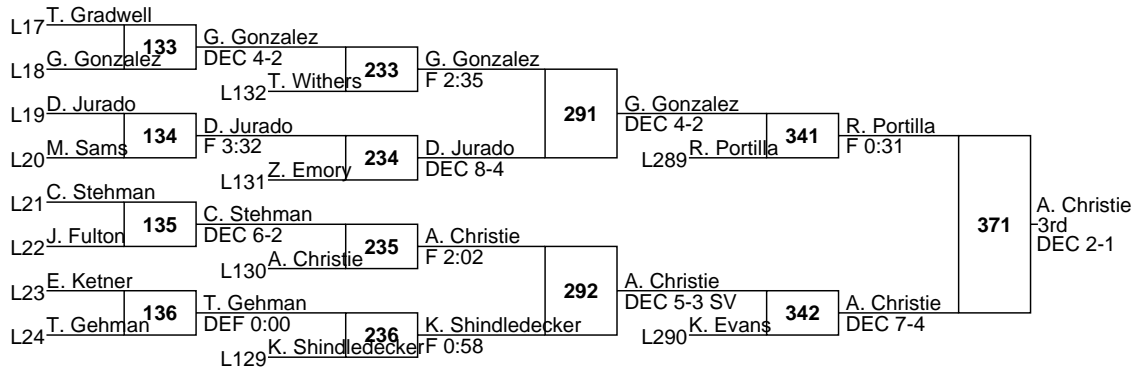 L17 T. Gradwell
133
L18 G. Gonzalez
G. Gonzalez
DEC 4-2
L132 T. Withers
233
G. Gonzalez
F 2:35
L19 D. Jurado
134
L20 M. Sams
D. Jurado
F 3:32
L131 Z. Emory
234
D. Jurado
DEC 8-4
291
G. Gonzalez
DEC 4-2
L289 R. Portilla
341
R. Portilla
F 0:31
L21 C. Stehman
135
L22 J. Fulton
C. Stehman
DEC 6-2
L130 A. Christie
235
A. Christie
F 2:02
L23 E. Ketner
136
L24 T. Gehman
T. Gehman
DEF 0:00
L129 K. Shindledecker
236
K. Shindledecker
F 0:58
292
A. Christie
DEC 5-3 SV
L290 K. Evans
342
A. Christie
DEC 7-4
371
A. Christie
3rd
DEC 2-1